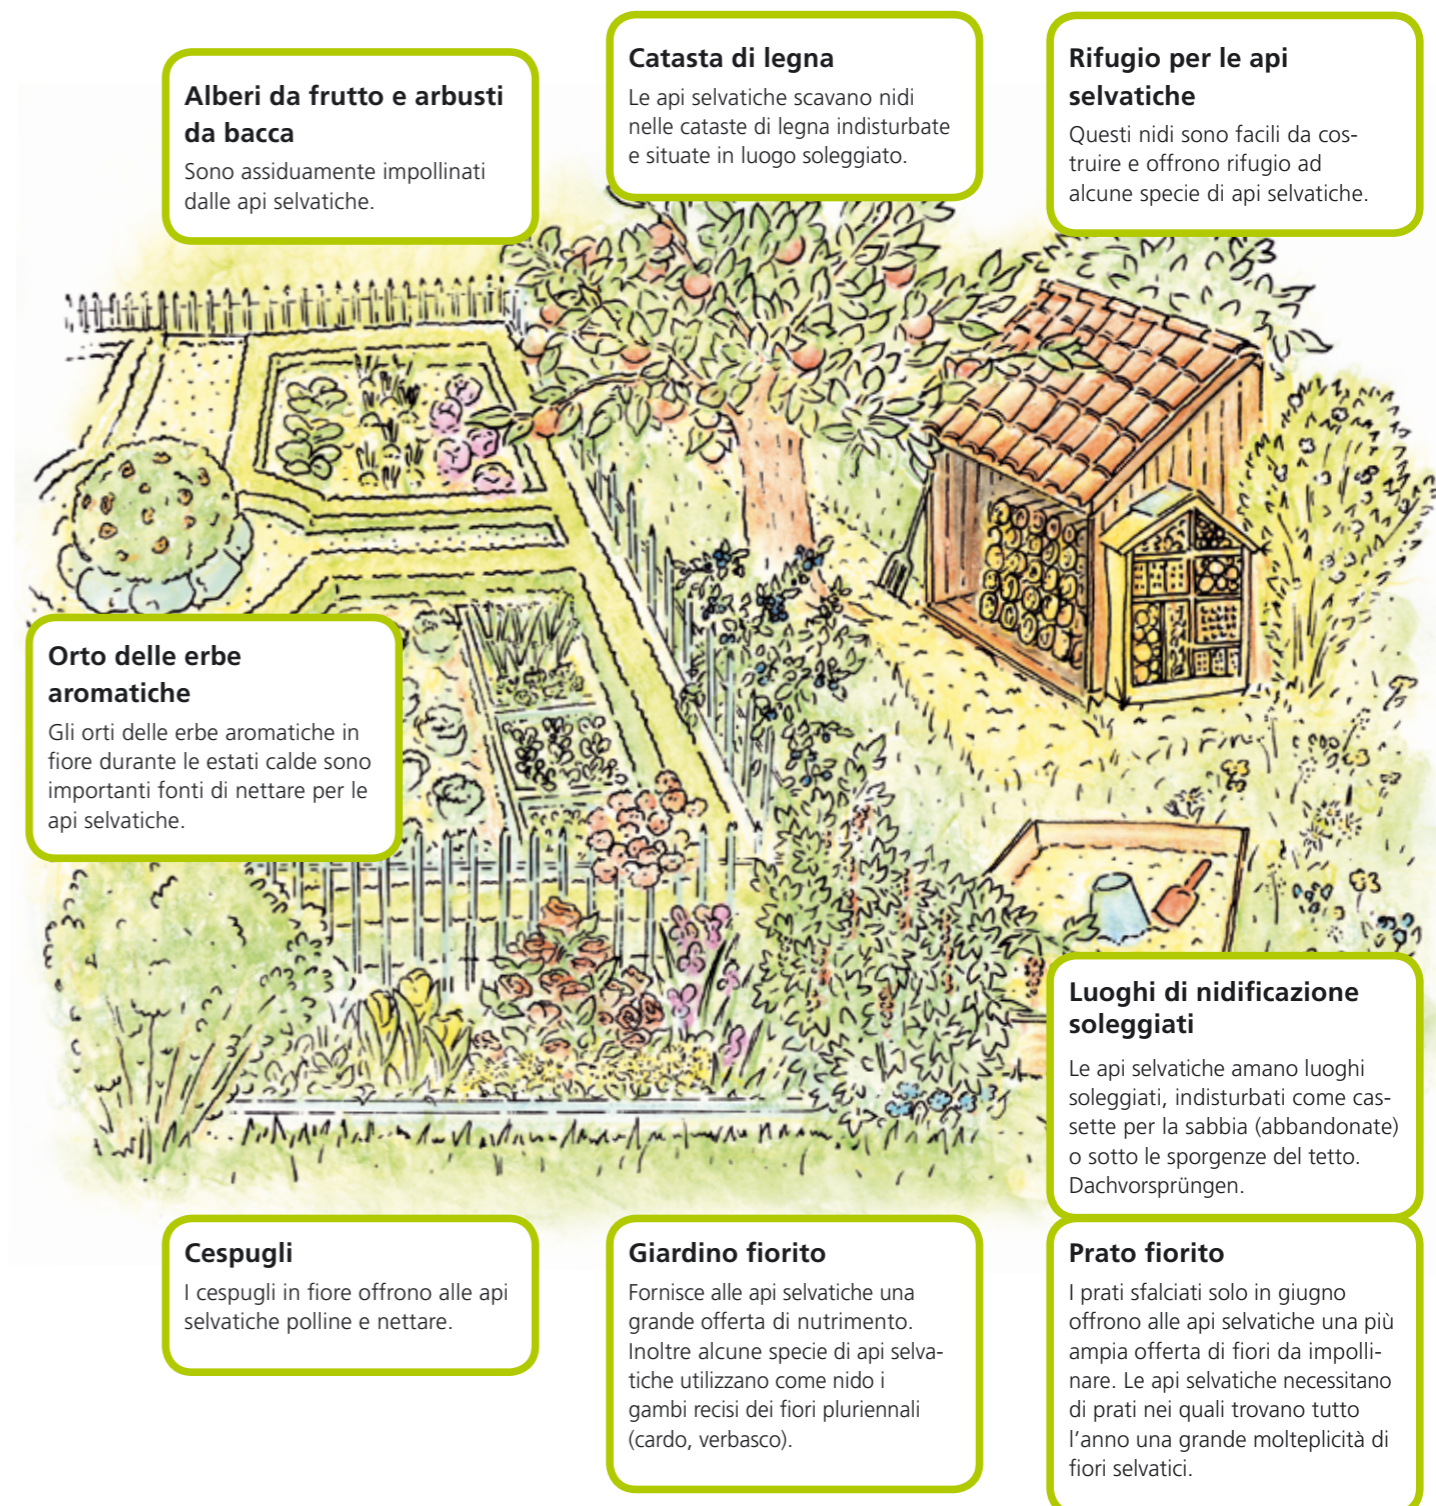 Alberi da frutto e arbusti
da bacca
Sono assiduamente impollinati
dalle api selvatiche.
Catasta di legna
Le api selvatiche scavano nidi
nelle cataste di legna indisturbate
e situate in luogo soleggiato.
Rifugio per le api
selvatiche
Questi nidi sono facili da cos-
truire e offrono rifugio ad
alcune specie di api selvatiche.
Orto delle erbe
aromatiche
Gli orti delle erbe aromatiche in
fiore durante le estati calde sono
importanti fonti di nettare per le
api selvatiche.
Luoghi di nidificazione
soleggiati
Le api selvatiche amano luoghi
soleggiati, indisturbati come cas-
sette per la sabbia (abbandonate)
o sotto le sporgenze del tetto.
Dachvorsprüngen.
Cespugli
I cespugli in fiore offrono alle api
selvatiche polline e nettare.
Giardino fiorito
Fornisce alle api selvatiche una
grande offerta di nutrimento.
Inoltre alcune specie di api selva-
tiche utilizzano come nido i
gambi recisi dei fiori pluriennali
(cardo, verbasco).
Prato fiorito
I prati sfalciati solo in giugno
offrono alle api selvatiche una più
ampia offerta di fiori da impolli-
nare. Le api selvatiche necessitano
di prati nei quali trovano tutto
l'anno una grande molteplicità di
fiori selvatici.